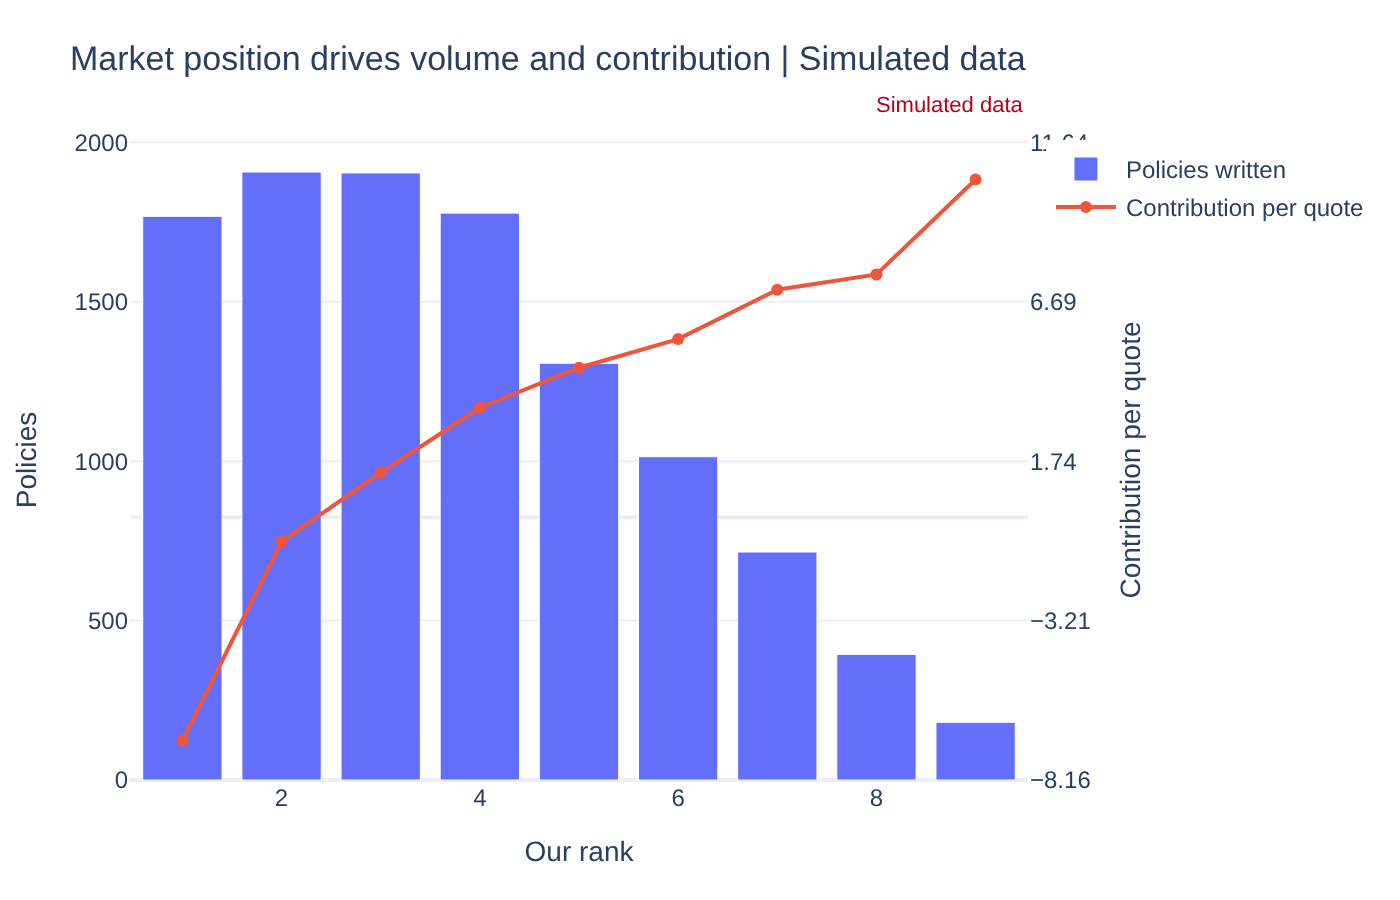 Market position drives volume and contribution | Simulated data
Simulated data
2000
1500
1000
500
0
Policies
11.64
6.69
1.74
−3.21
−8.16
Contribution per quote
Policies written
Contribution per quote
2 4 6 8
Our rank